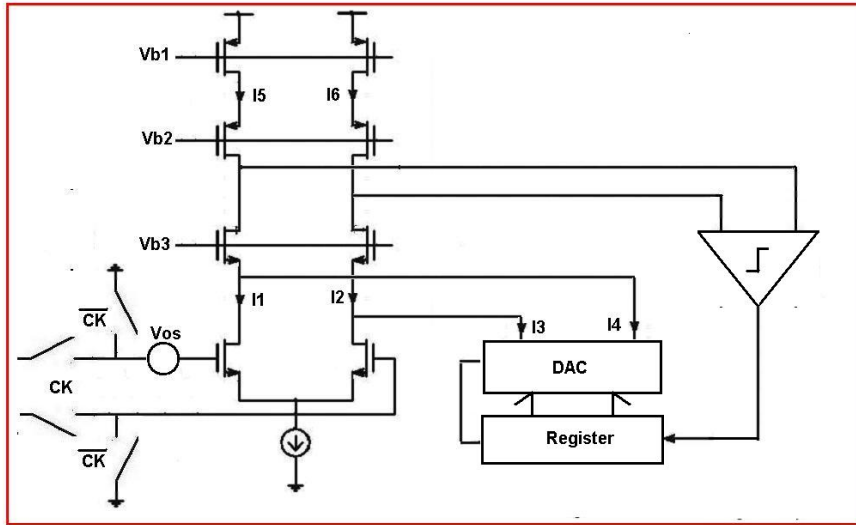 Vb1
I5
I6
Vb2
Vb3
I1
I2
CK
Vos
I3
I4
CK
DAC
CK
Register